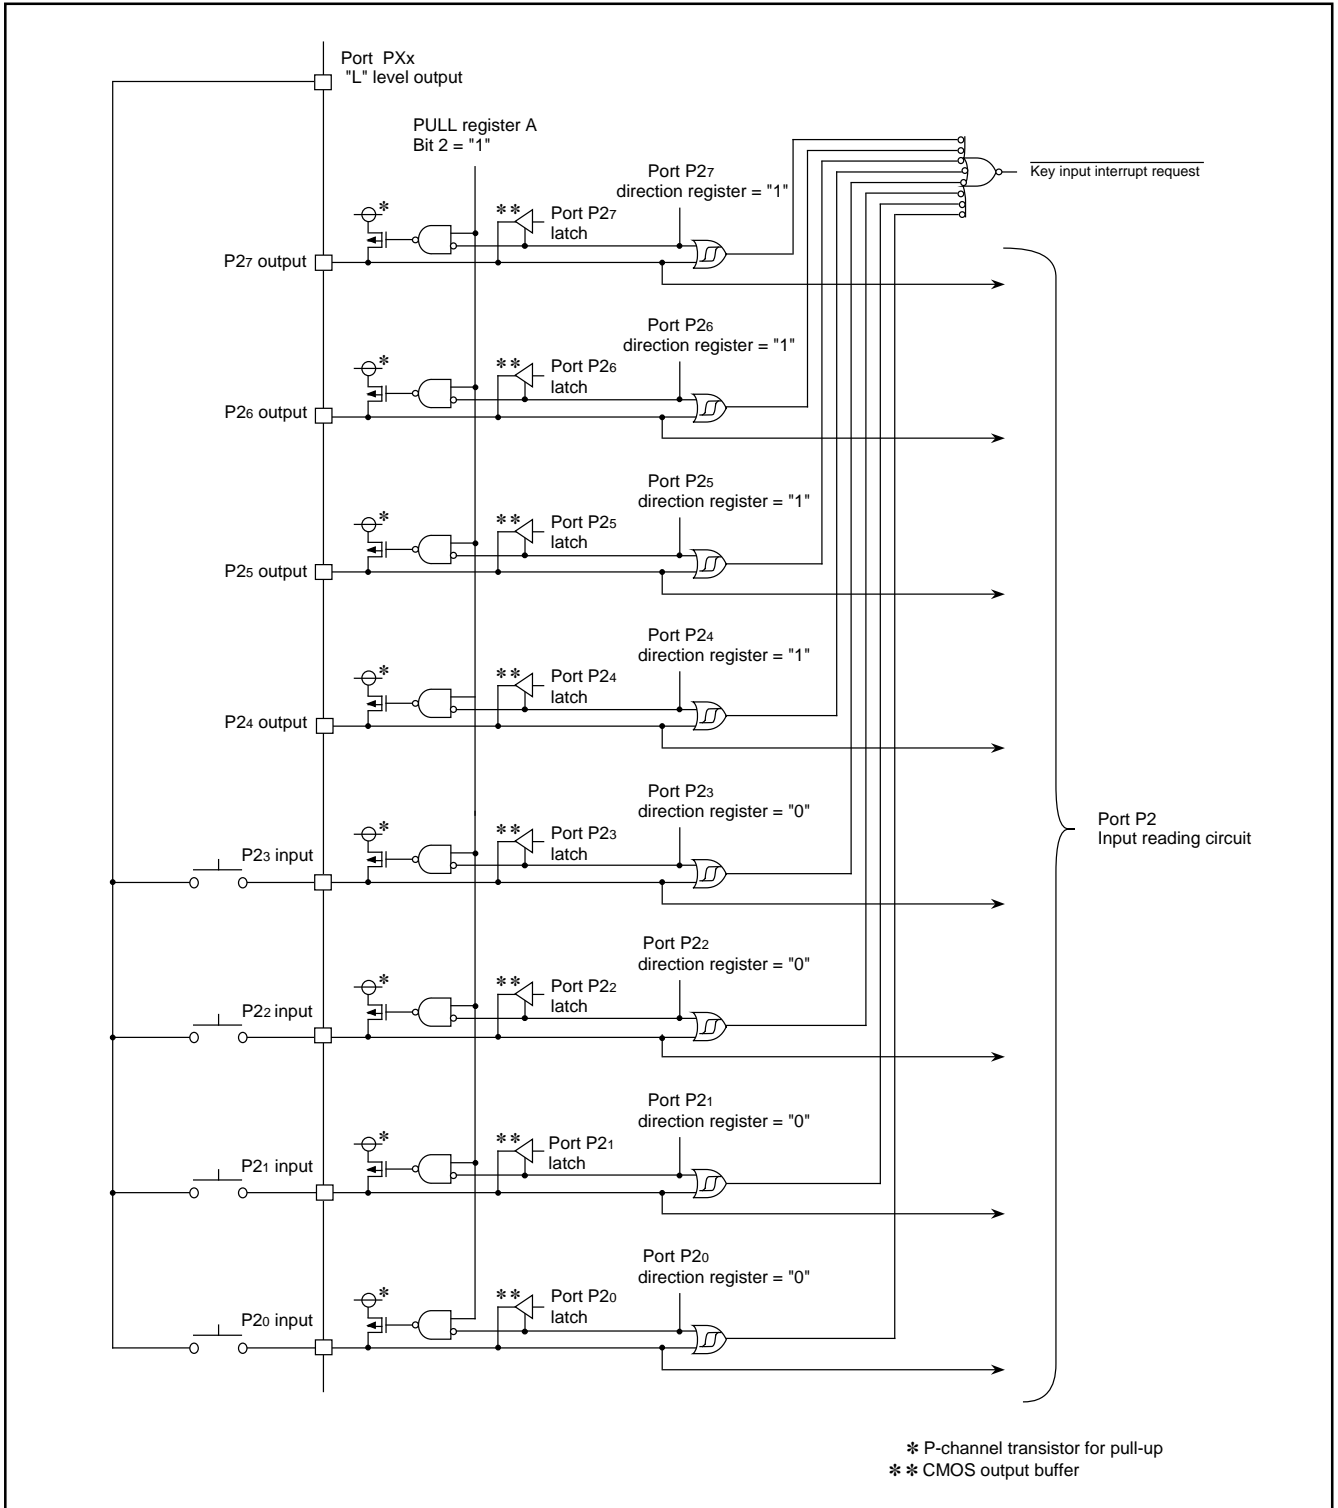 Port PXx
"L" level output
PULL register A
Bit 2 = "1"
Key input interrupt request
Port P27
direction register = "1"
* *
Port P27
latch
*
P27 output
Port P26
direction register = "1"
* *
Port P26
latch
*
P26 output
Port P25
direction register = "1"
* *
Port P25
latch
*
P25 output
Port P24
direction register = "1"
* *
Port P24
latch
*
P24 output
Port P23
direction register = "0"
* *
Port P23
latch
*
P23 input
Port P2
Input reading circuit
Port P22
direction register = "0"
* *
Port P22
latch
*
P22 input
Port P21
direction register = "0"
* *
Port P21
latch
*
P21 input
Port P20
direction register = "0"
* *
Port P20
latch
*
P20 input
* P-channel transistor for pull-up
* * CMOS output buffer